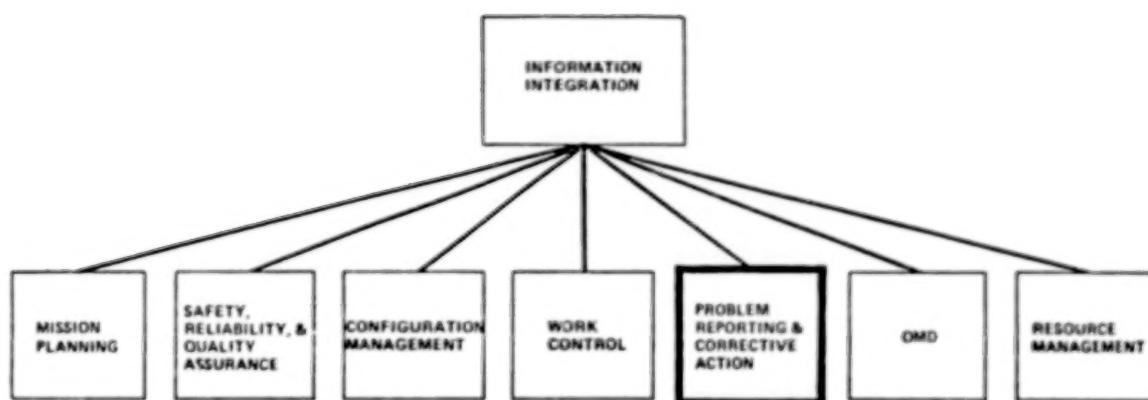 INFORMATION
INTEGRATION
MISSION
PLANNING
SAFETY,
RELIABILITY, &
QUALITY
ASSURANCE
CONFIGURATION
MANAGEMENT
WORK
CONTROL
PROBLEM
REPORTING &
CORRECTIVE
ACTION
OMD
RESOURCE
MANAGEMENT